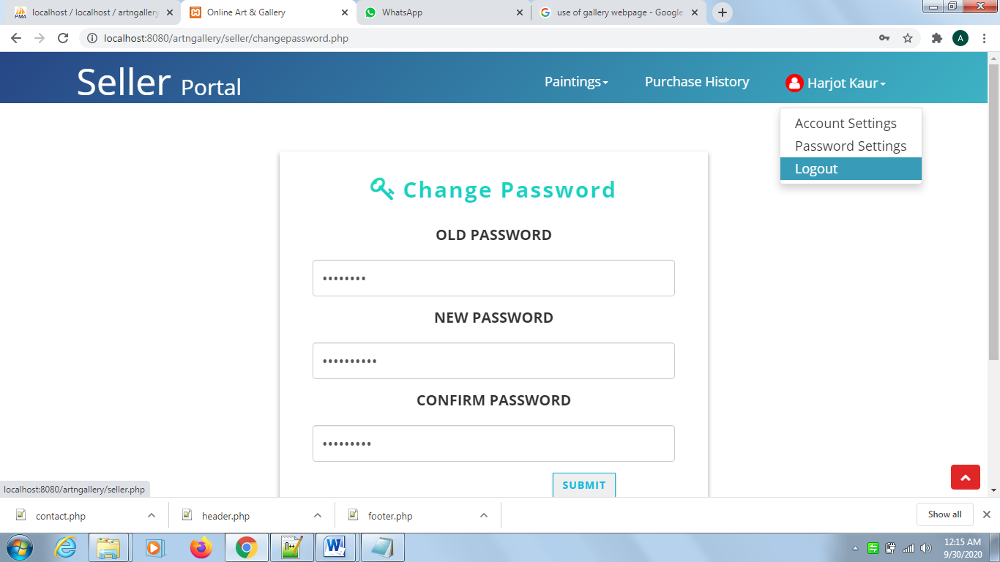 localhost / localhost / artngallery
Online Art & Gallery
WhatsApp
use of gallery webpage - Google
localhost:8080/artngallery/seller/changepassword.php
A
Seller Portal
Paintings
Purchase History
Harjot Kaur
Account Settings
Password Settings
Logout
Change Password
OLD PASSWORD
••••••••
NEW PASSWORD
••••••••••
CONFIRM PASSWORD
•••••••••
SUBMIT
localhost:8080/artngallery/seller.php
contact.php
header.php
footer.php
Show all
12:15 AM
9/30/2020